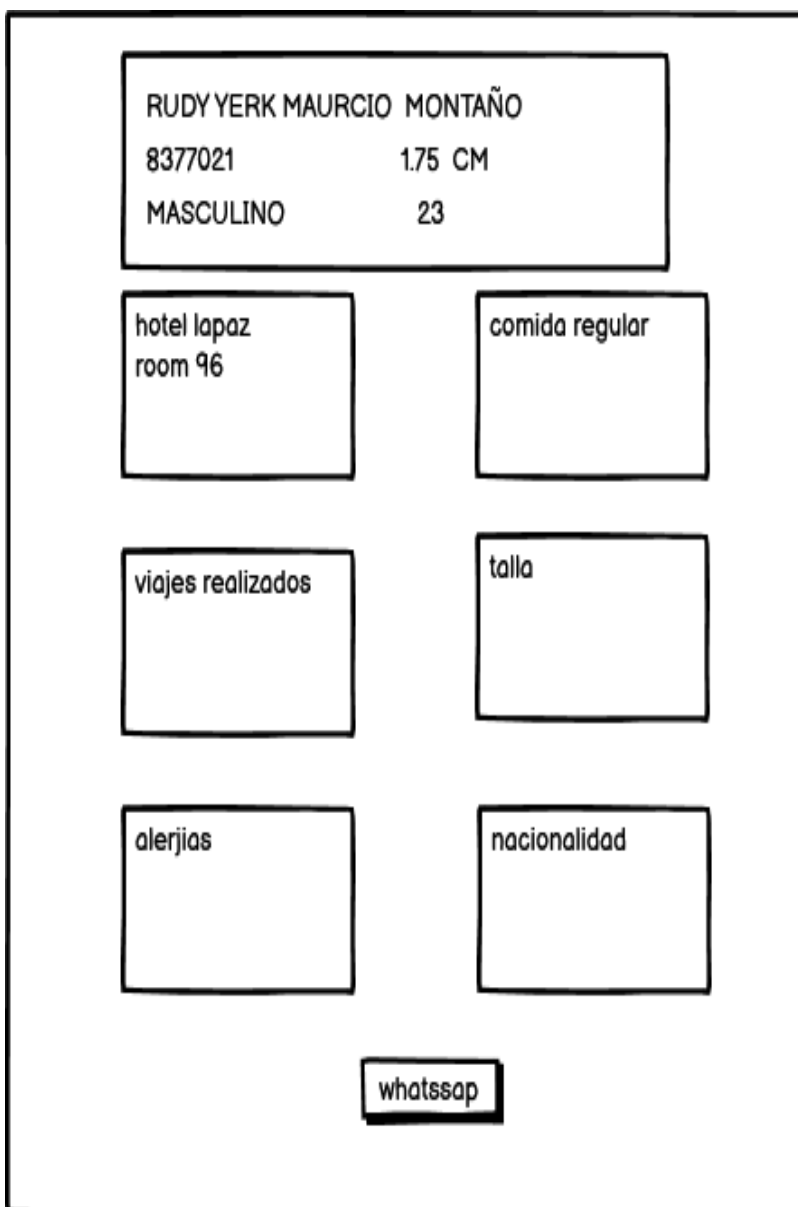 RUDY YERK MAURCIO MONTAÑO
8377021 1.75 CM
MASCULINO 23
hotel lapaz
room 96
comida regular
viajes realizados
talla
alerjias
nacionalidad
whatssap